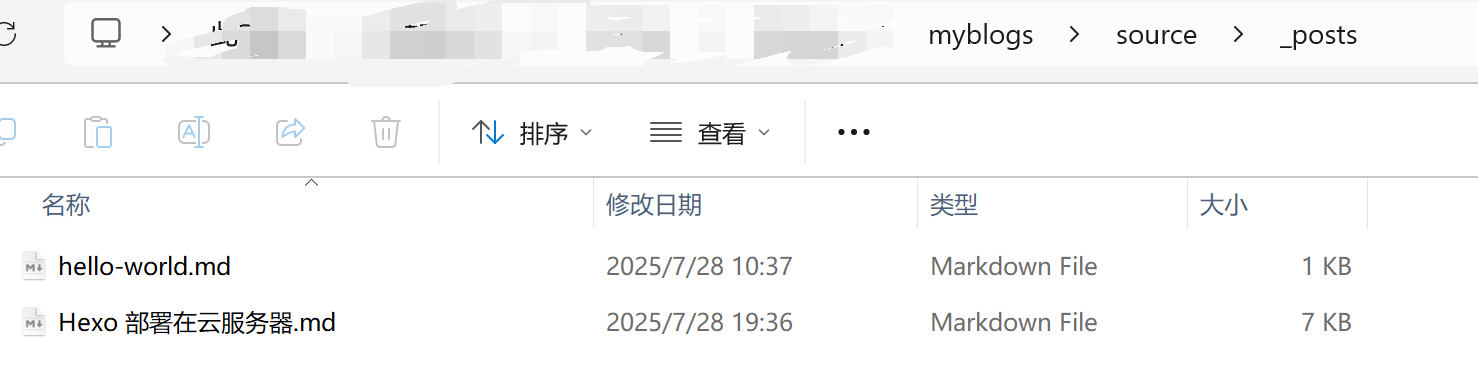 myblogs > source > _posts
排序 查看 •••
名称 修改日期 类型 大小
hello-world.md 2025/7/28 10:37 Markdown File 1 KB
Hexo 部署在云服务器.md 2025/7/28 19:36 Markdown File 7 KB